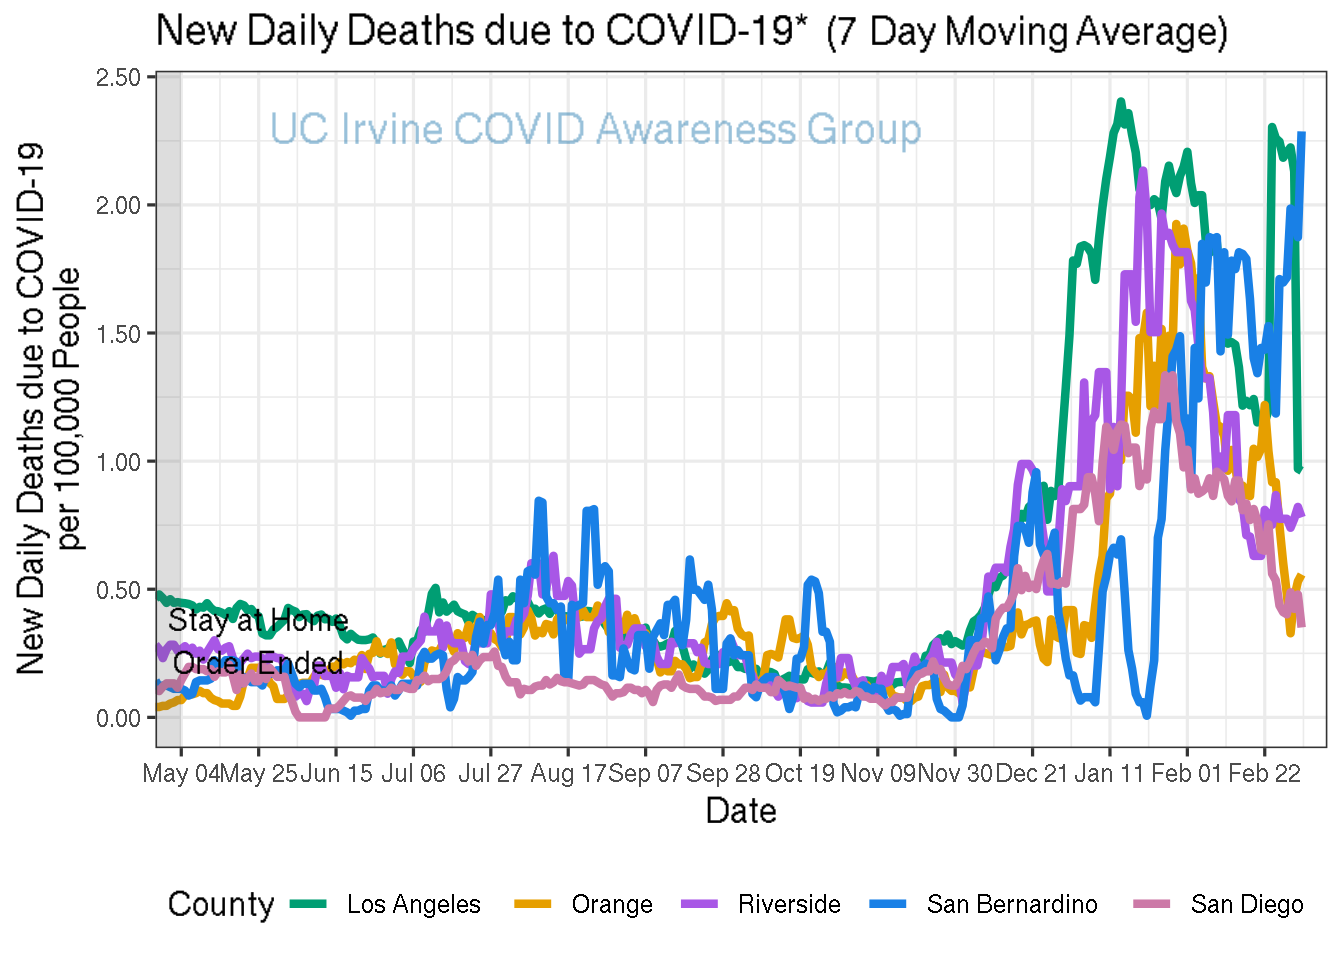 New Daily Deaths due to COVID-19* (7 Day Moving Average)
UC Irvine COVID Awareness Group
New Daily Deaths due to COVID-19
per 100,000 People
2.50
2.00
1.50
1.00
0.50
0.00
Stay at Home
Order Ended
May 04 May 25 Jun 15 Jul 06 Jul 27 Aug 17 Sep 07 Sep 28 Oct 19 Nov 09 Nov 30 Dec 21 Jan 11 Feb 01 Feb 22
Date
County Los Angeles Orange Riverside San Bernardino San Diego